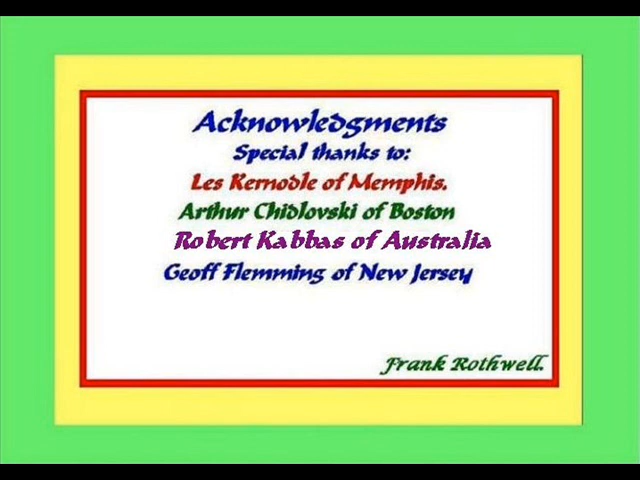 Acknowledgments
Special thanks to:
Les Kernodle of Memphis.
Arthur Chidlovski of Boston
Robert Kabbas of Australia
Geoff Flemming of New Jersey
Frank Rothwell.